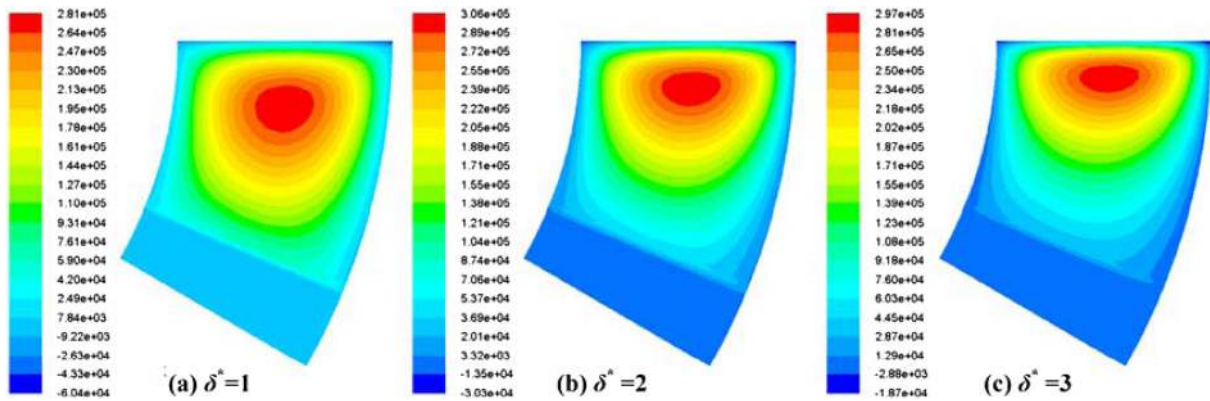 2.81e+05
2.64e+05
2.47e+05
2.30e+05
2.13e+05
1.95e+05
1.78e+05
1.61e+05
1.44e+05
1.27e+05
1.10e+05
9.31e+04
7.61e+04
5.90e+04
4.20e+04
2.49e+04
7.84e+03
-9.22e+03
-2.63e+04
-4.33e+04
-6.04e+04
(a) δ*=1
3.06e+05
2.89e+05
2.72e+05
2.55e+05
2.39e+05
2.22e+05
2.05e+05
1.88e+05
1.71e+05
1.55e+05
1.38e+05
1.21e+05
1.04e+05
8.74e+04
7.06e+04
5.37e+04
3.69e+04
2.01e+04
3.32e+03
-1.35e+04
-3.03e+04
(b) δ* =2
2.97e+05
2.81e+05
2.65e+05
2.50e+05
2.34e+05
2.18e+05
2.02e+05
1.87e+05
1.71e+05
1.55e+05
1.39e+05
1.23e+05
1.08e+05
9.18e+04
7.60e+04
6.03e+04
4.45e+04
2.87e+04
1.29e+04
-2.88e+03
-1.87e+04
(c) δ* =3